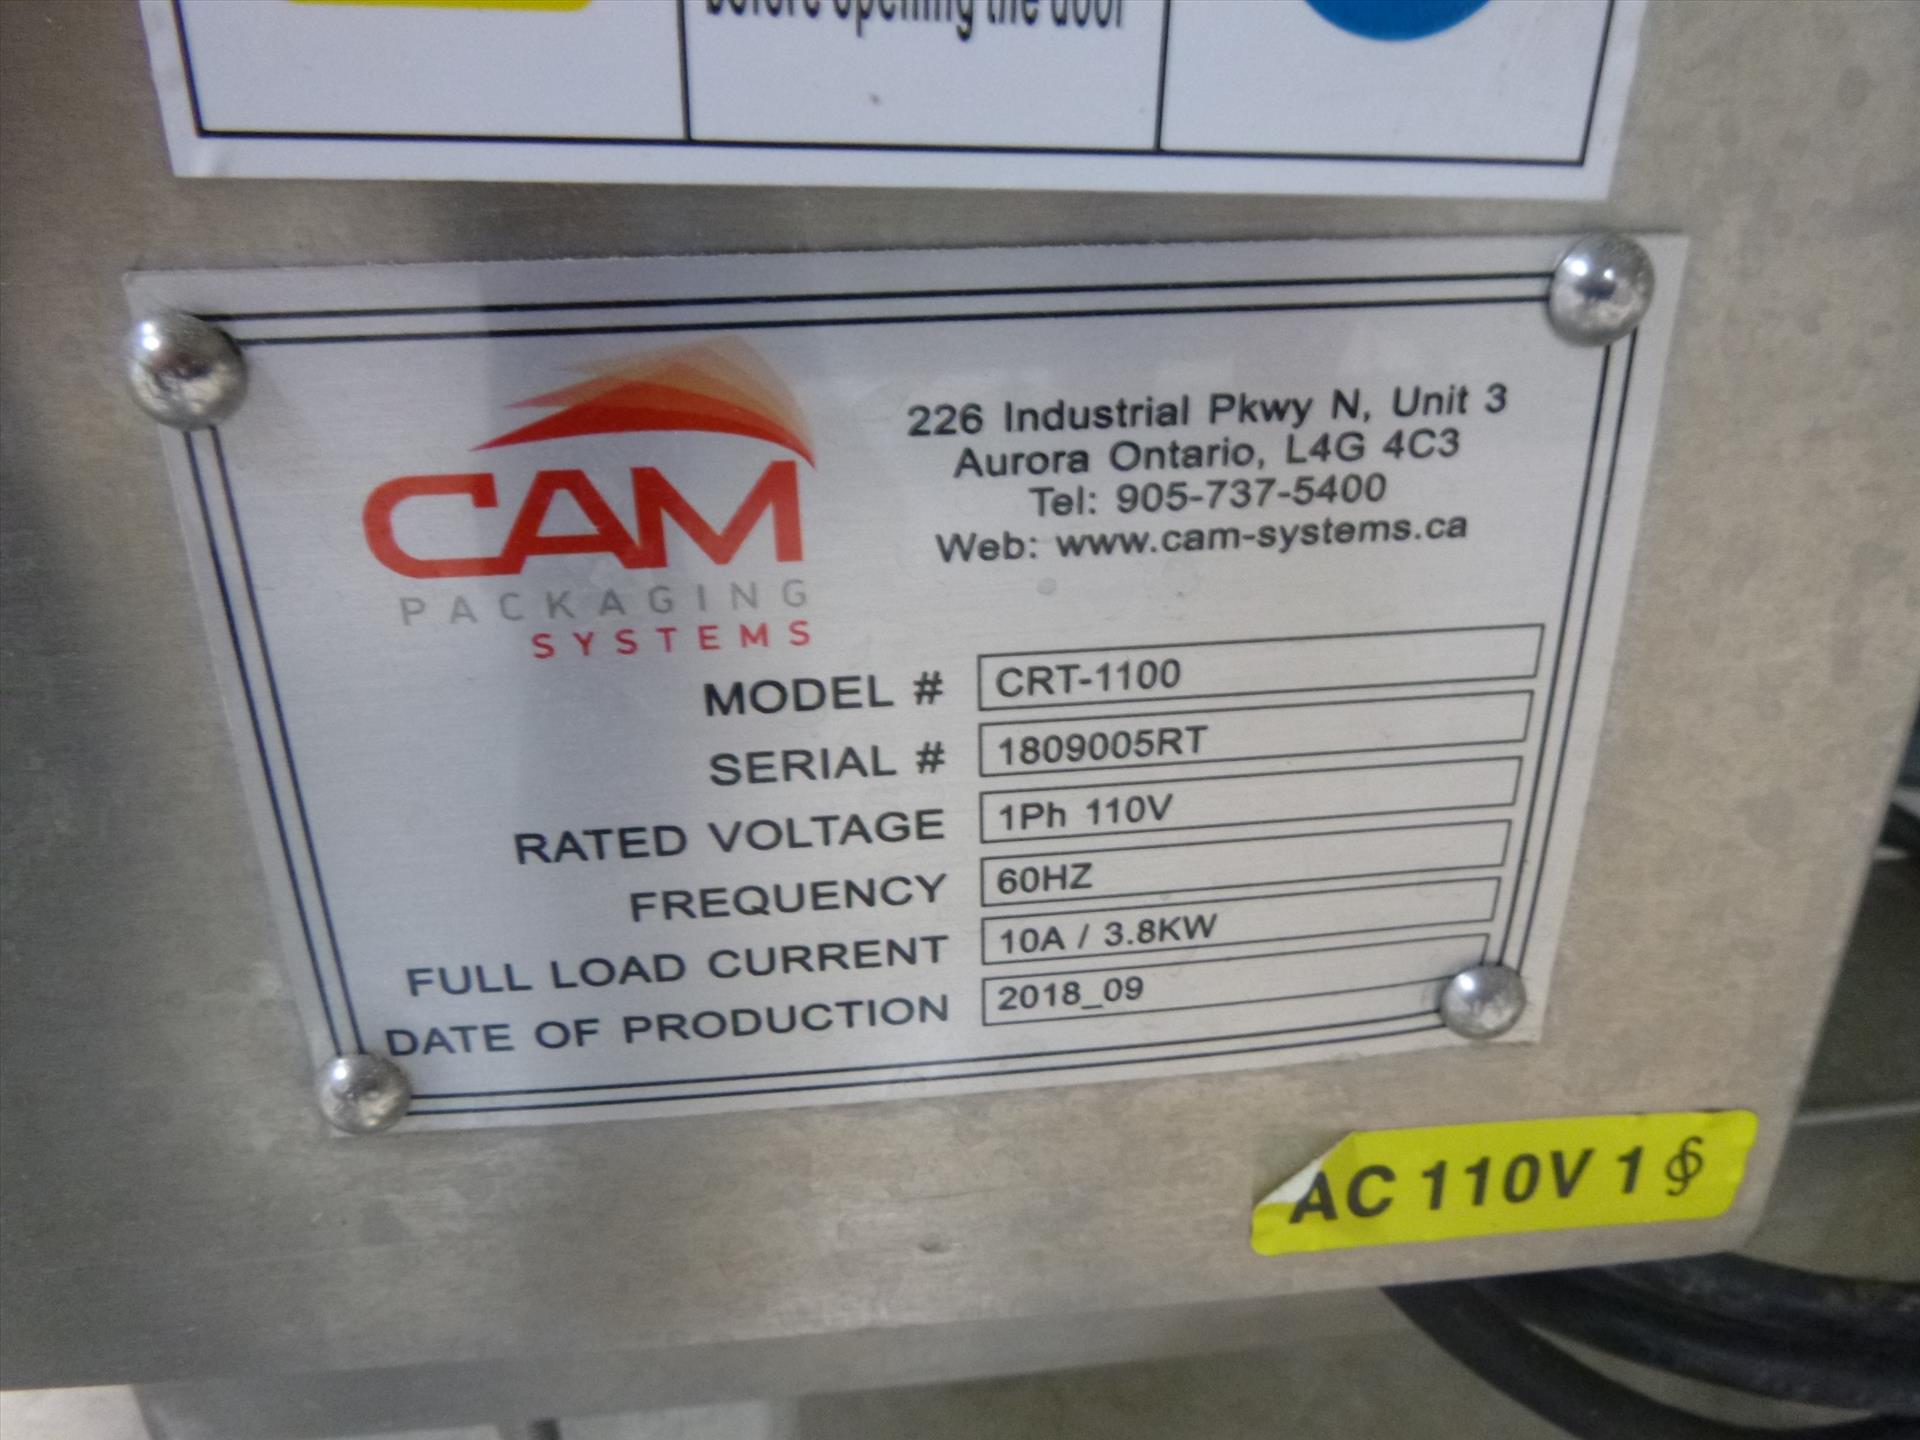 before opening the door
226 Industrial Pkwy N, Unit 3
Aurora Ontario, L4G 4C3
Tel: 905-737-5400
Web: www.cam-systems.ca
CAM
PACKAGING
SYSTEMS
MODEL # CRT-1100
SERIAL # 1809005RT
RATED VOLTAGE 1Ph 110V
FREQUENCY 60HZ
FULL LOAD CURRENT 10A / 3.8KW
DATE OF PRODUCTION 2018_09
AC 110V 1 ∮